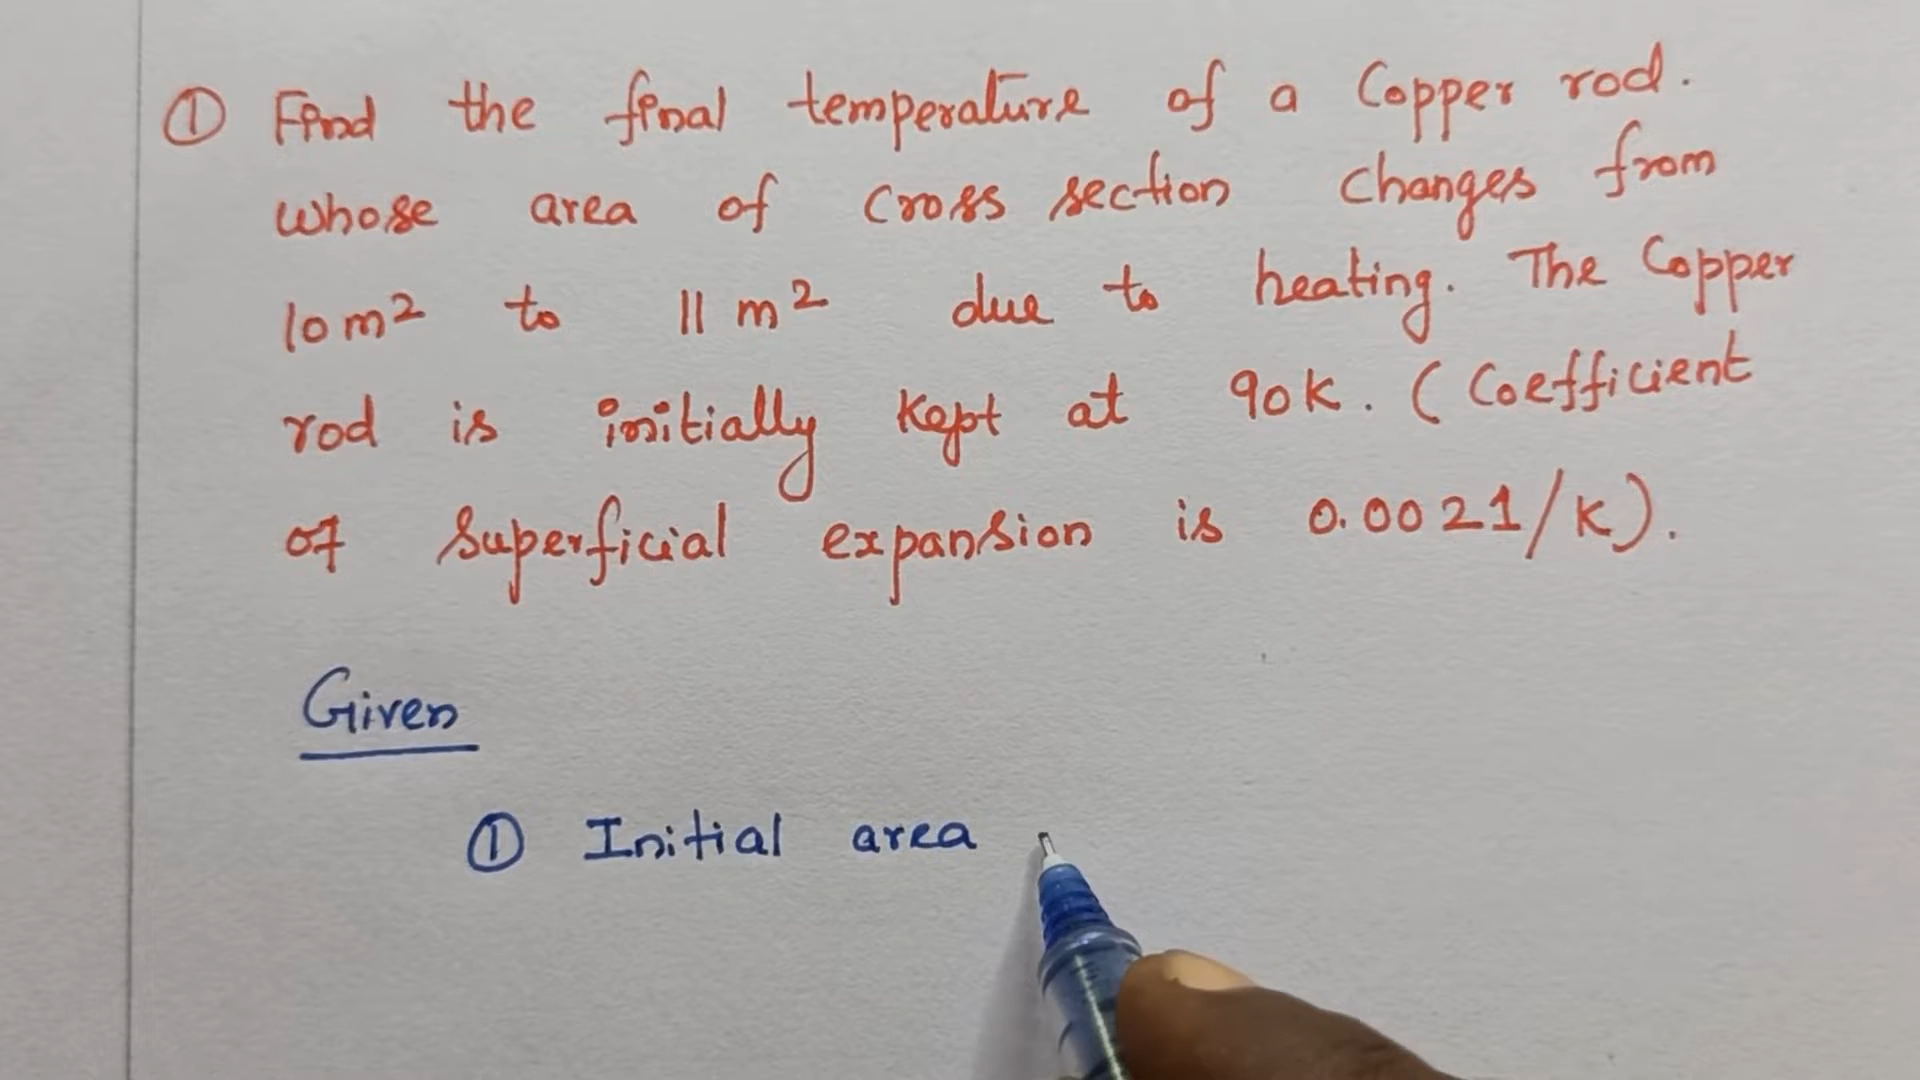 ① Find the final temperature of a Copper rod.
whose area of cross section changes from
10 m² to 11 m² due to heating. The Copper
rod is initially kept at 90K. (Coefficient
of superficial expansion is 0.0021/K).
Given
① Initial area